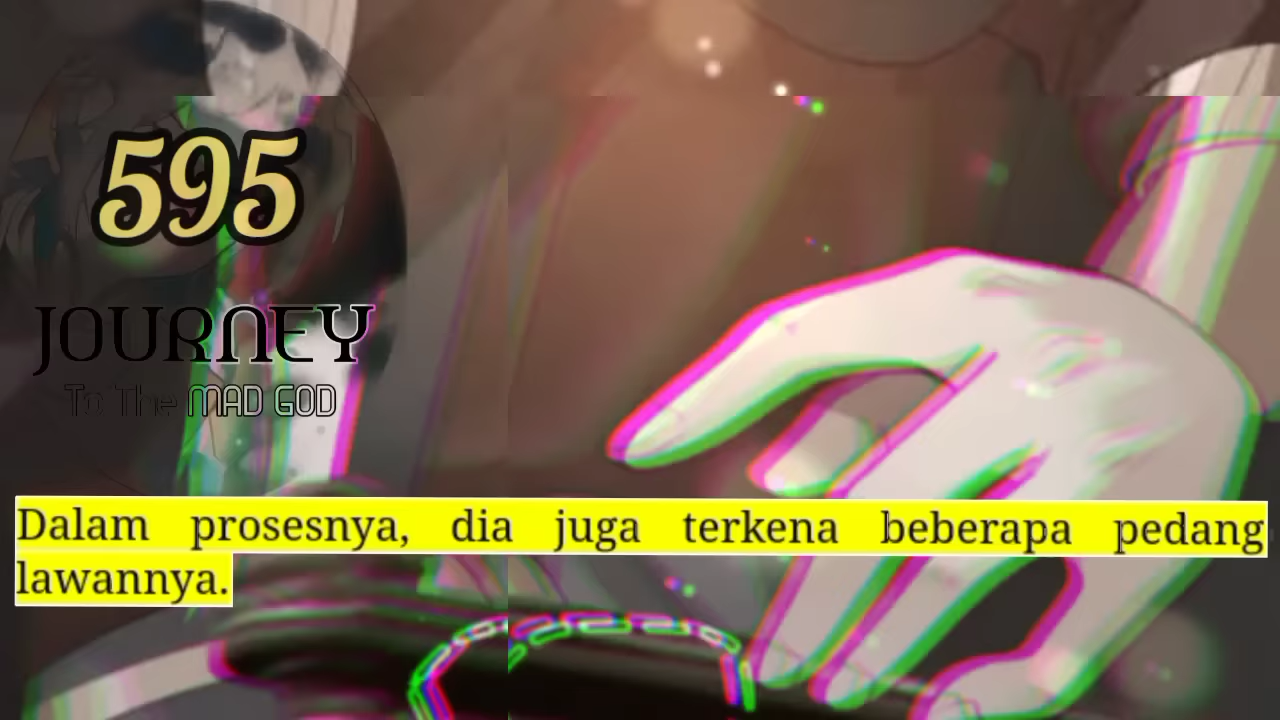 595
JOURNEY
To The MAD GOD
Dalam prosesnya, dia juga terkena beberapa pedang
lawannya.